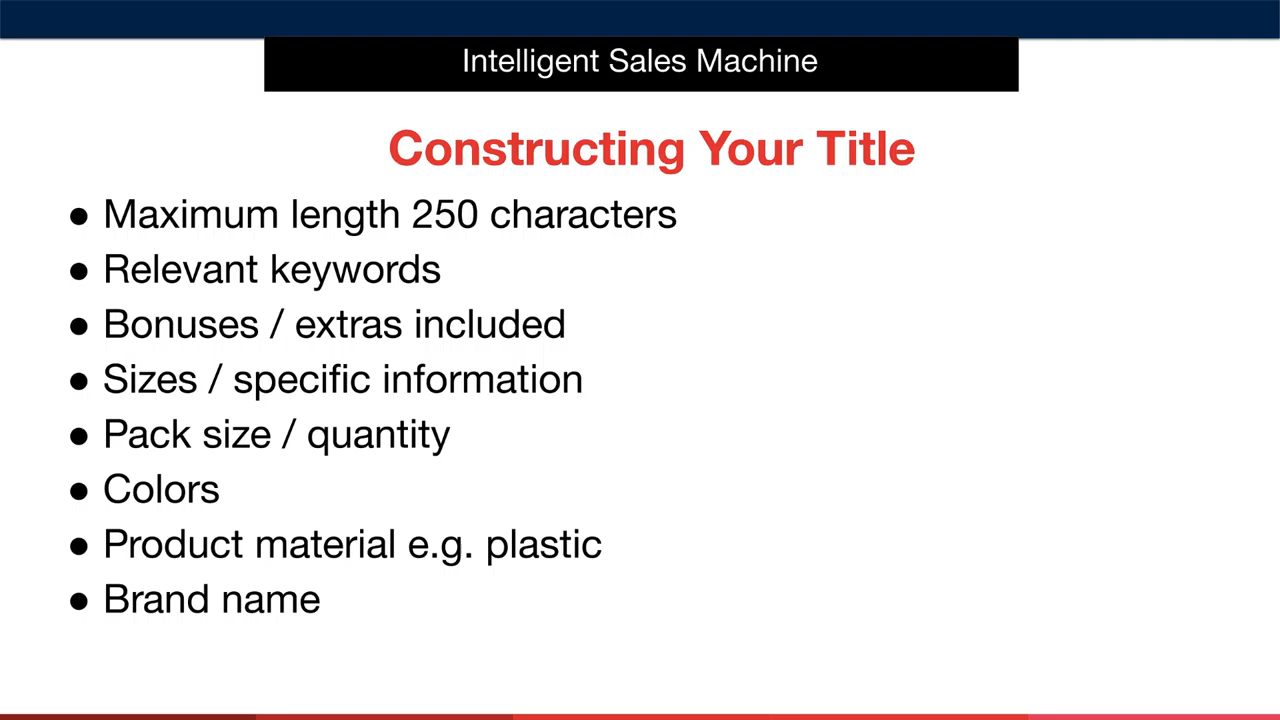 Intelligent Sales Machine
Constructing Your Title
● Maximum length 250 characters
● Relevant keywords
● Bonuses / extras included
● Sizes / specific information
● Pack size / quantity
● Colors
● Product material e.g. plastic
● Brand name